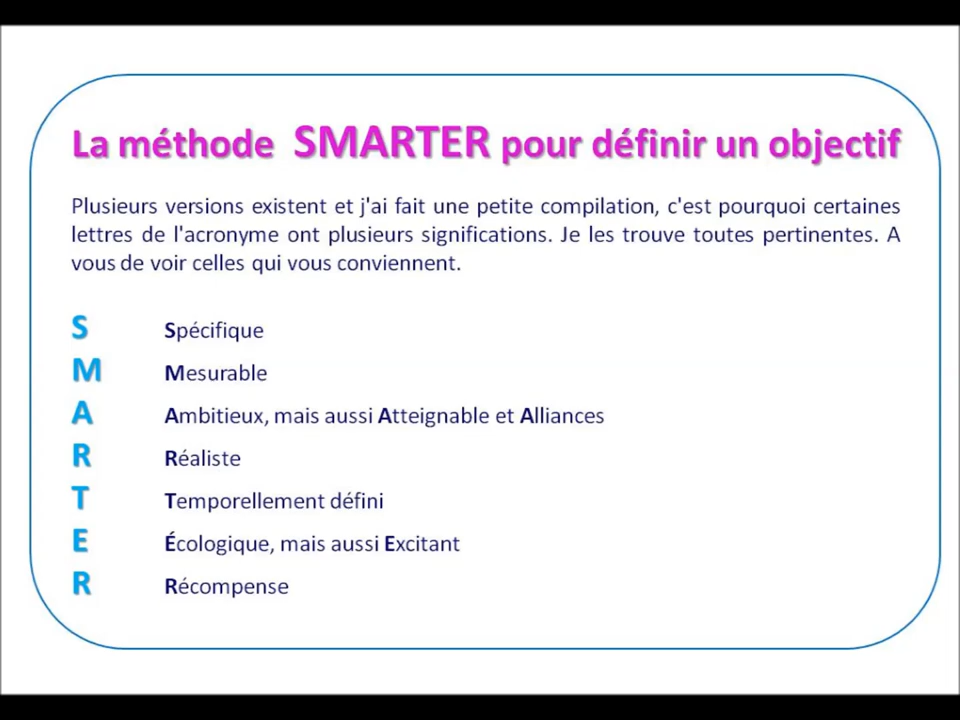 La méthode SMARTER pour définir un objectif
Plusieurs versions existent et j'ai fait une petite compilation, c'est pourquoi certaines
lettres de l'acronyme ont plusieurs significations. Je les trouve toutes pertinentes. A
vous de voir celles qui vous conviennent.
S Spécifique
M Mesurable
A Ambitieux, mais aussi Atteignable et Alliances
R Réaliste
T Temporellement défini
E Écologique, mais aussi Excitant
R Récompense